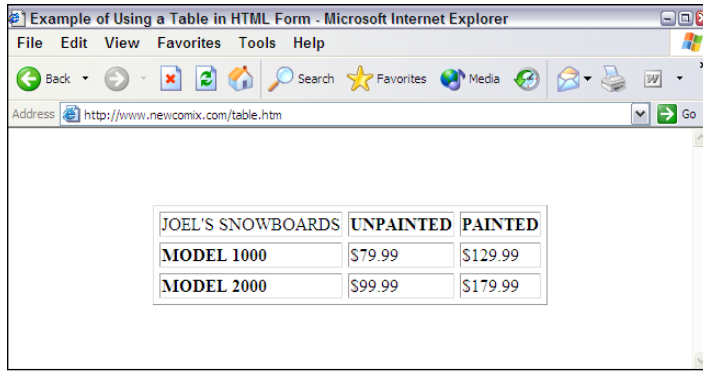 Example of Using a Table in HTML Form - Microsoft Internet Explorer
File Edit View Favorites Tools Help
Back Search Favorites Media W
Address http://www.newcomix.com/table.htm Go
JOEL'S SNOWBOARDS UNPAINTED PAINTED
MODEL 1000 $79.99 $129.99
MODEL 2000 $99.99 $179.99